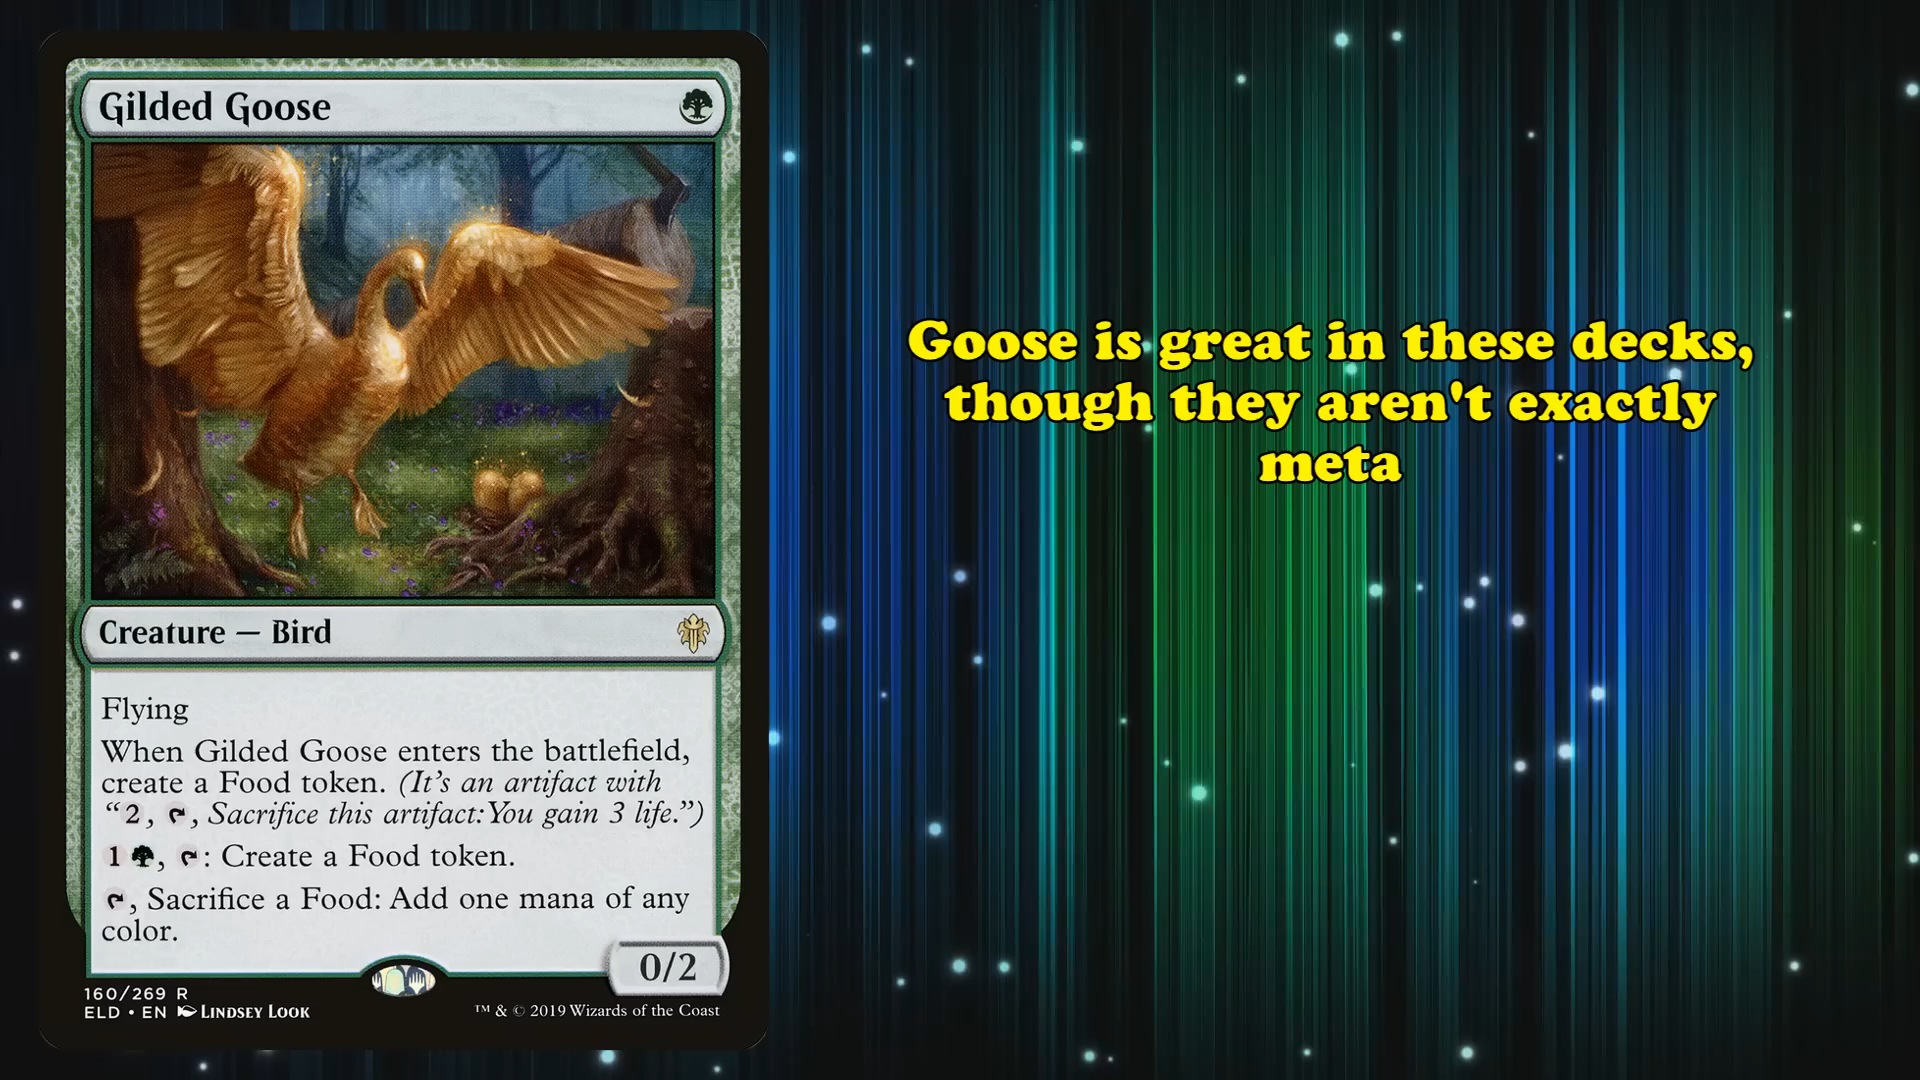 Gilded Goose
Creature — Bird
Flying
When Gilded Goose enters the battlefield,
create a Food token. (It's an artifact with
“2, , Sacrifice this artifact: You gain 3 life.”)
1 , : Create a Food token.
, Sacrifice a Food: Add one mana of any
color.
0/2
160/269 R
ELD • EN LINDSEY LOOK
™ & © 2019 Wizards of the Coast
Goose is great in these decks,
though they aren't exactly
meta